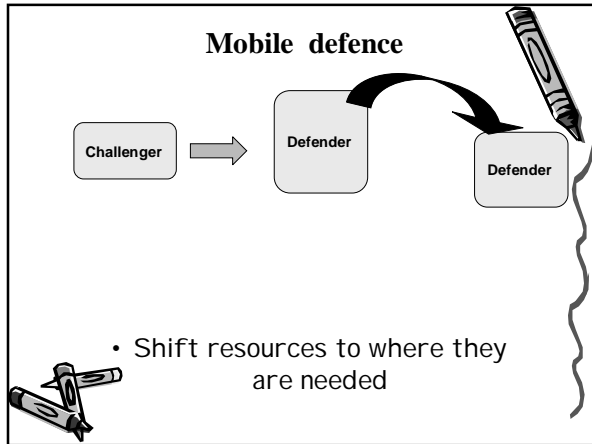 Mobile defence
Challenger
Defender
Defender
• Shift resources to where they
are needed